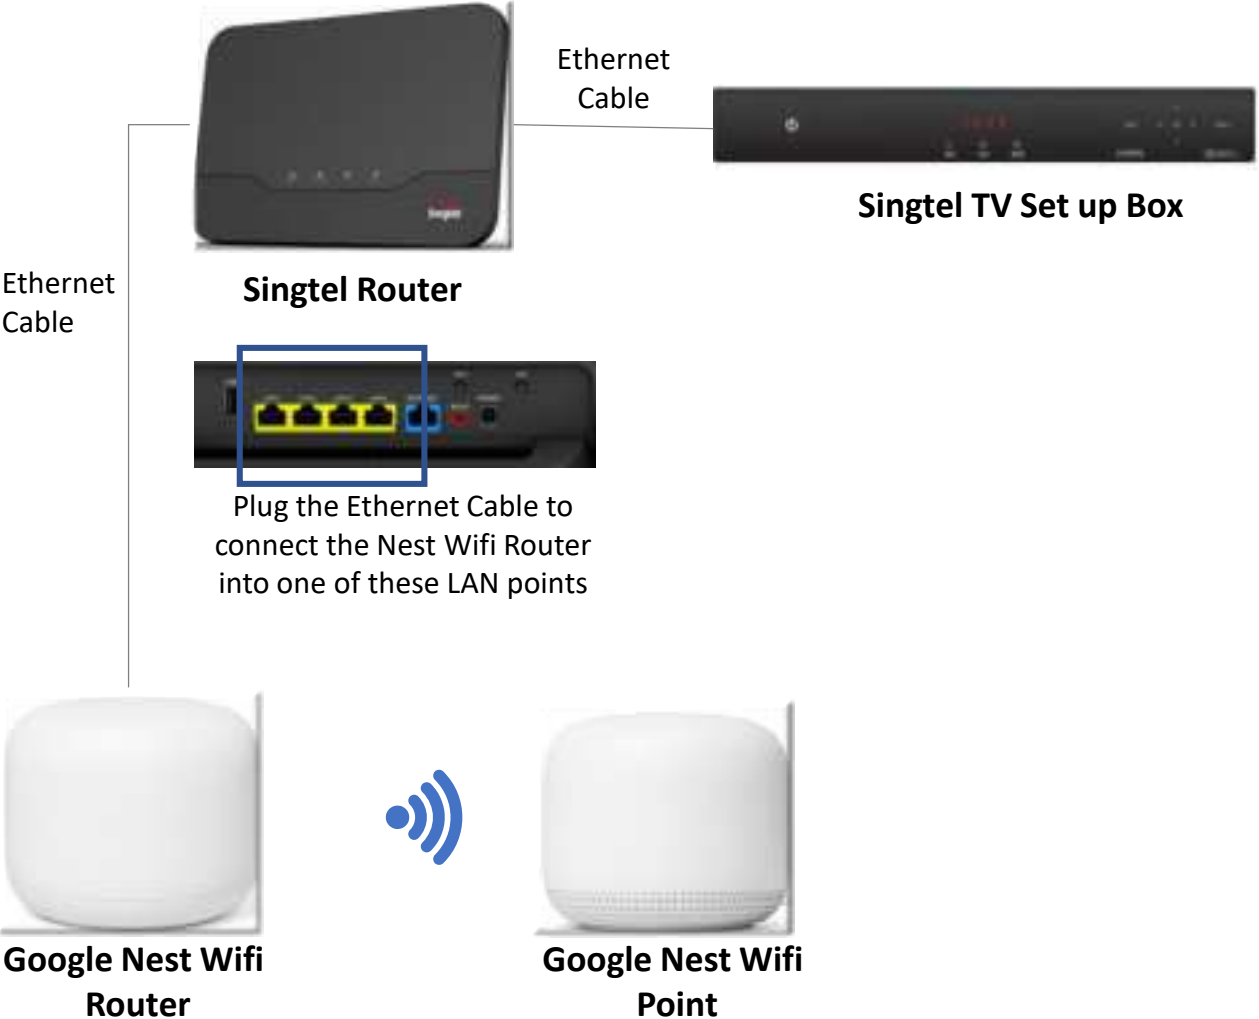 Ethernet
Cable
Singtel TV Set up Box
Ethernet
Cable
Singtel Router
Plug the Ethernet Cable to
connect the Nest Wifi Router
into one of these LAN points
Google Nest Wifi
Router
Google Nest Wifi
Point